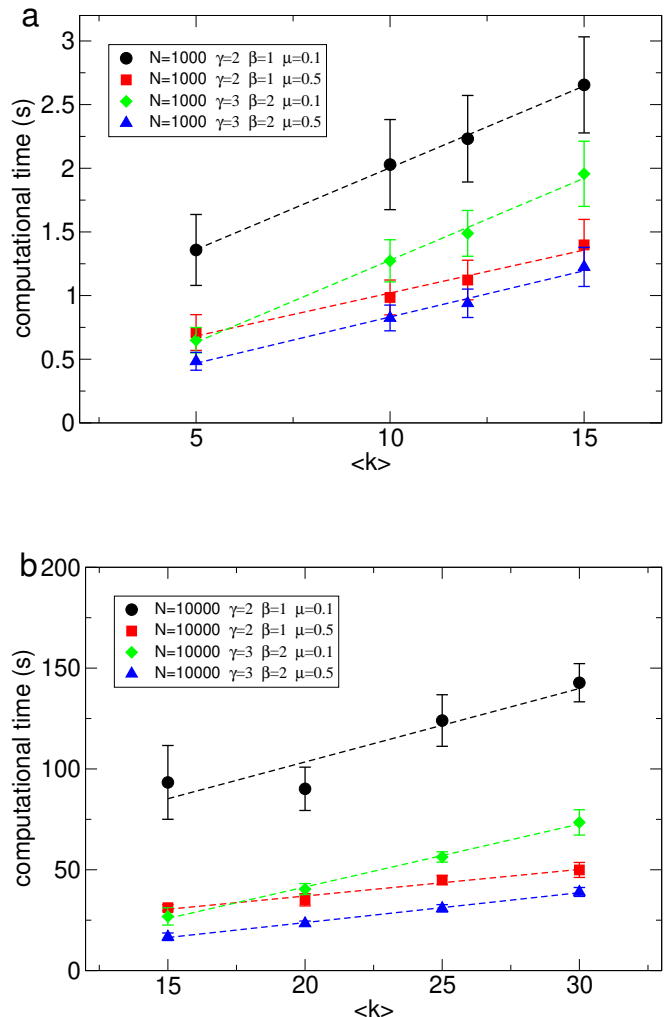 a
3
2.5
2
1.5
1
0.5
0
computational time (s)
N=1000 γ=2 β=1 μ=0.1
N=1000 γ=2 β=1 μ=0.5
N=1000 γ=3 β=2 μ=0.1
N=1000 γ=3 β=2 μ=0.5
5 10 15
<k>
b
200
150
100
50
0
computational time (s)
N=10000 γ=2 β=1 μ=0.1
N=10000 γ=2 β=1 μ=0.5
N=10000 γ=3 β=2 μ=0.1
N=10000 γ=3 β=2 μ=0.5
15 20 25 30
<k>